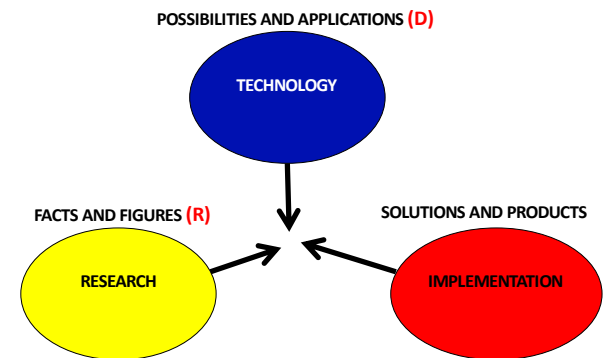 POSSIBILITIES AND APPLICATIONS (D)
TECHNOLOGY
FACTS AND FIGURES (R)
SOLUTIONS AND PRODUCTS
RESEARCH
IMPLEMENTATION